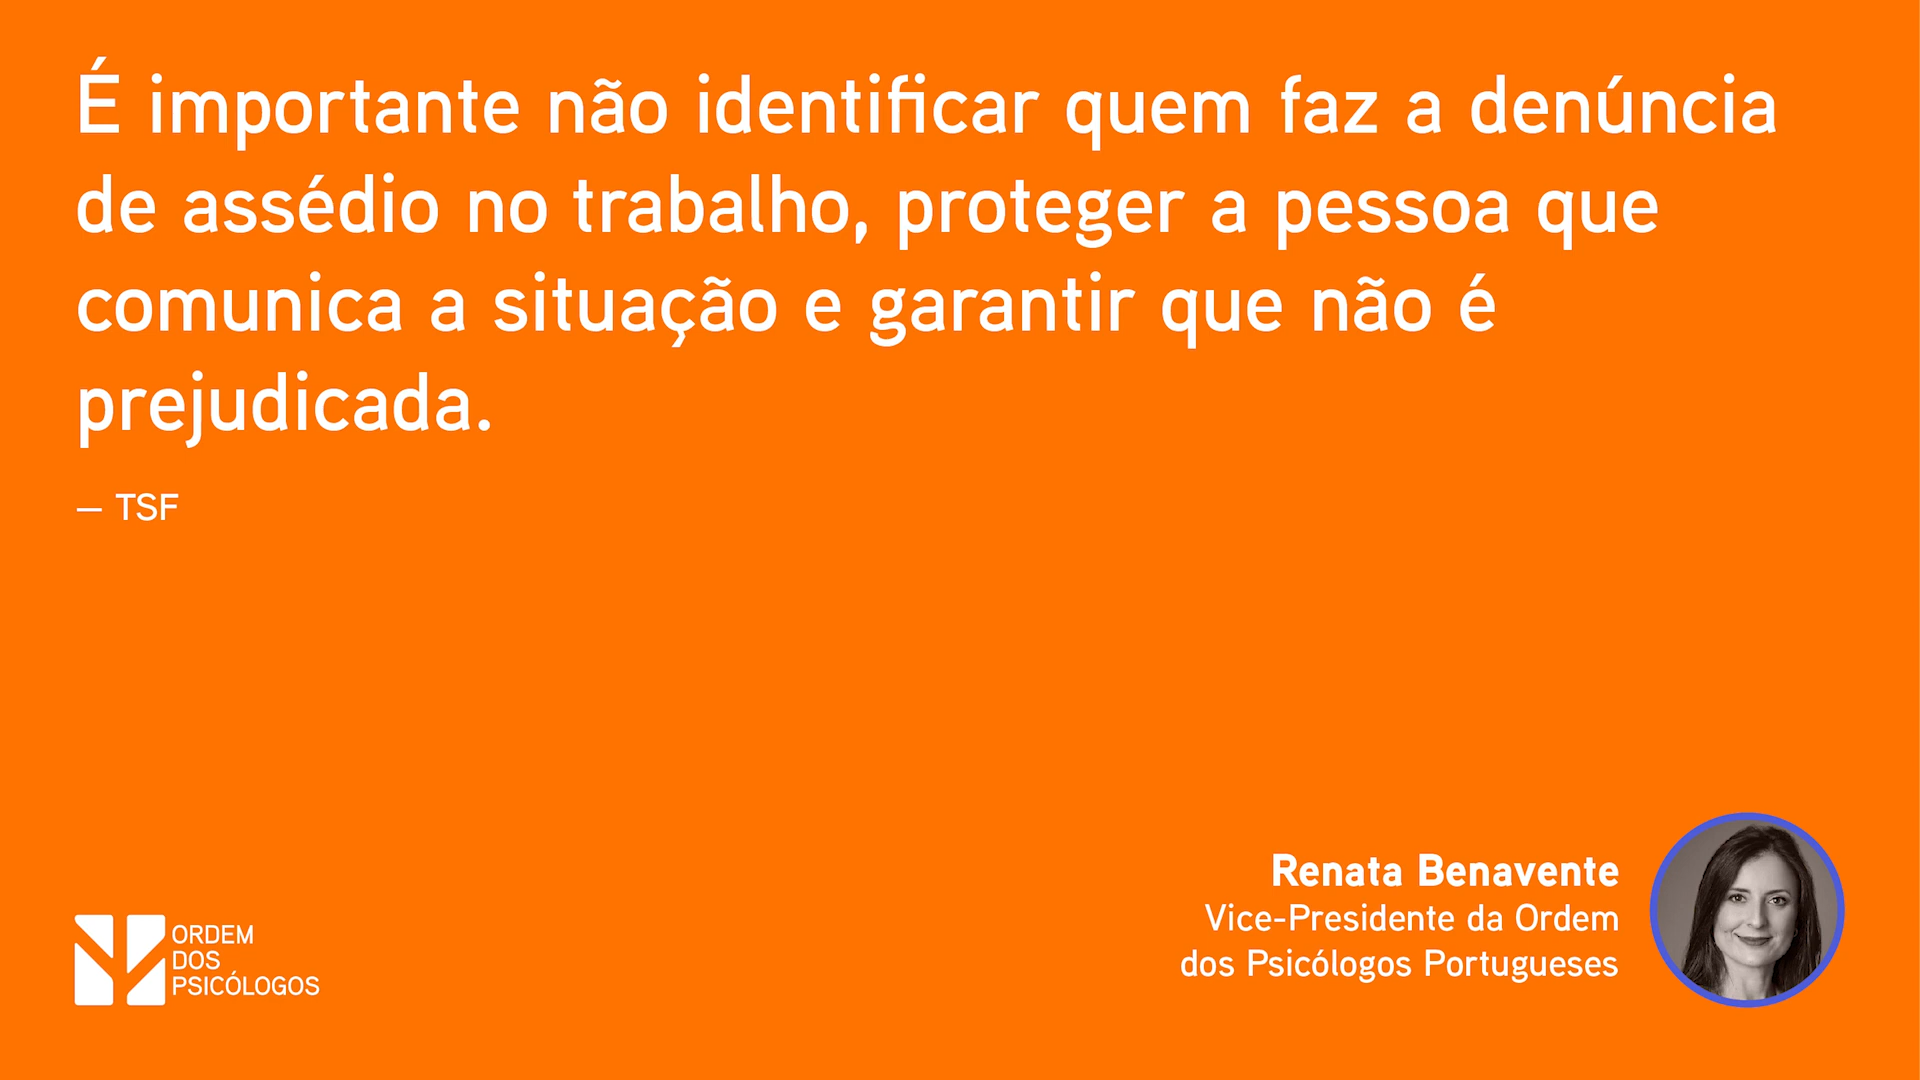 É importante não identificar quem faz a denúncia
de assédio no trabalho, proteger a pessoa que
comunica a situação e garantir que não é
prejudicada.
— TSF
Renata Benavente
Vice-Presidente da Ordem
dos Psicólogos Portugueses
ORDEM
DOS
PSICÓLOGOS